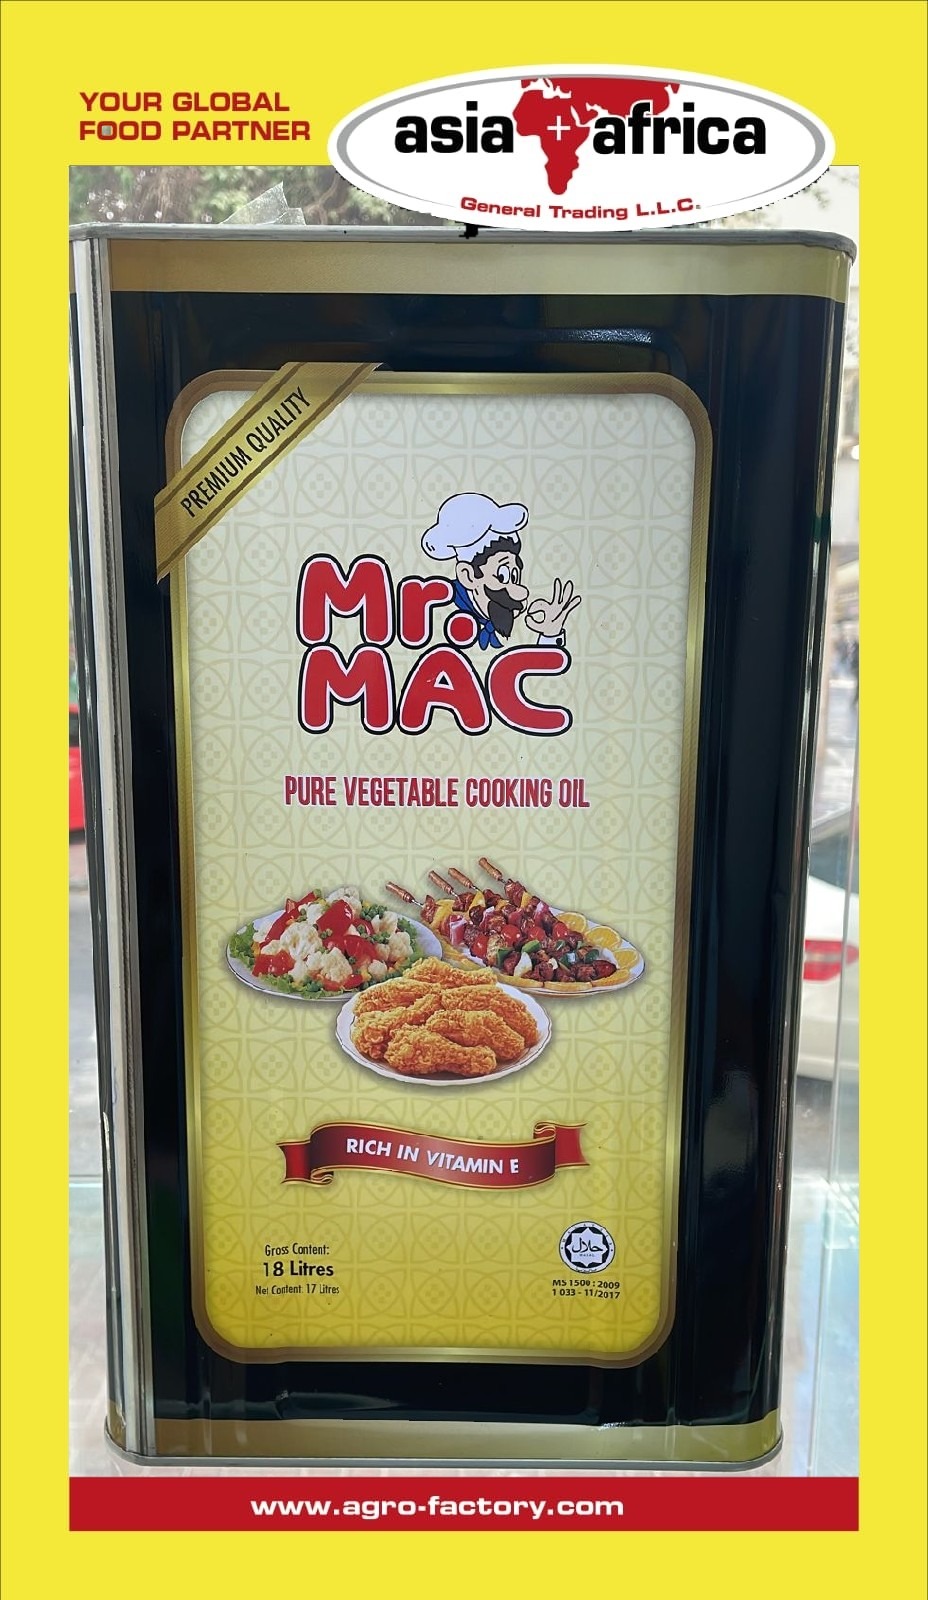 YOUR GLOBAL
FOOD PARTNER
asia + africa
General Trading L.L.C.
PREMIUM QUALITY
Mr.
MAC
PURE VEGETABLE COOKING OIL
RICH IN VITAMIN E
Gross Content:
18 Litres
Net Content: 17 Litres
حلال
HALAL
MS 1500 : 2009
1 033 - 11/2017
www.agro-factory.com